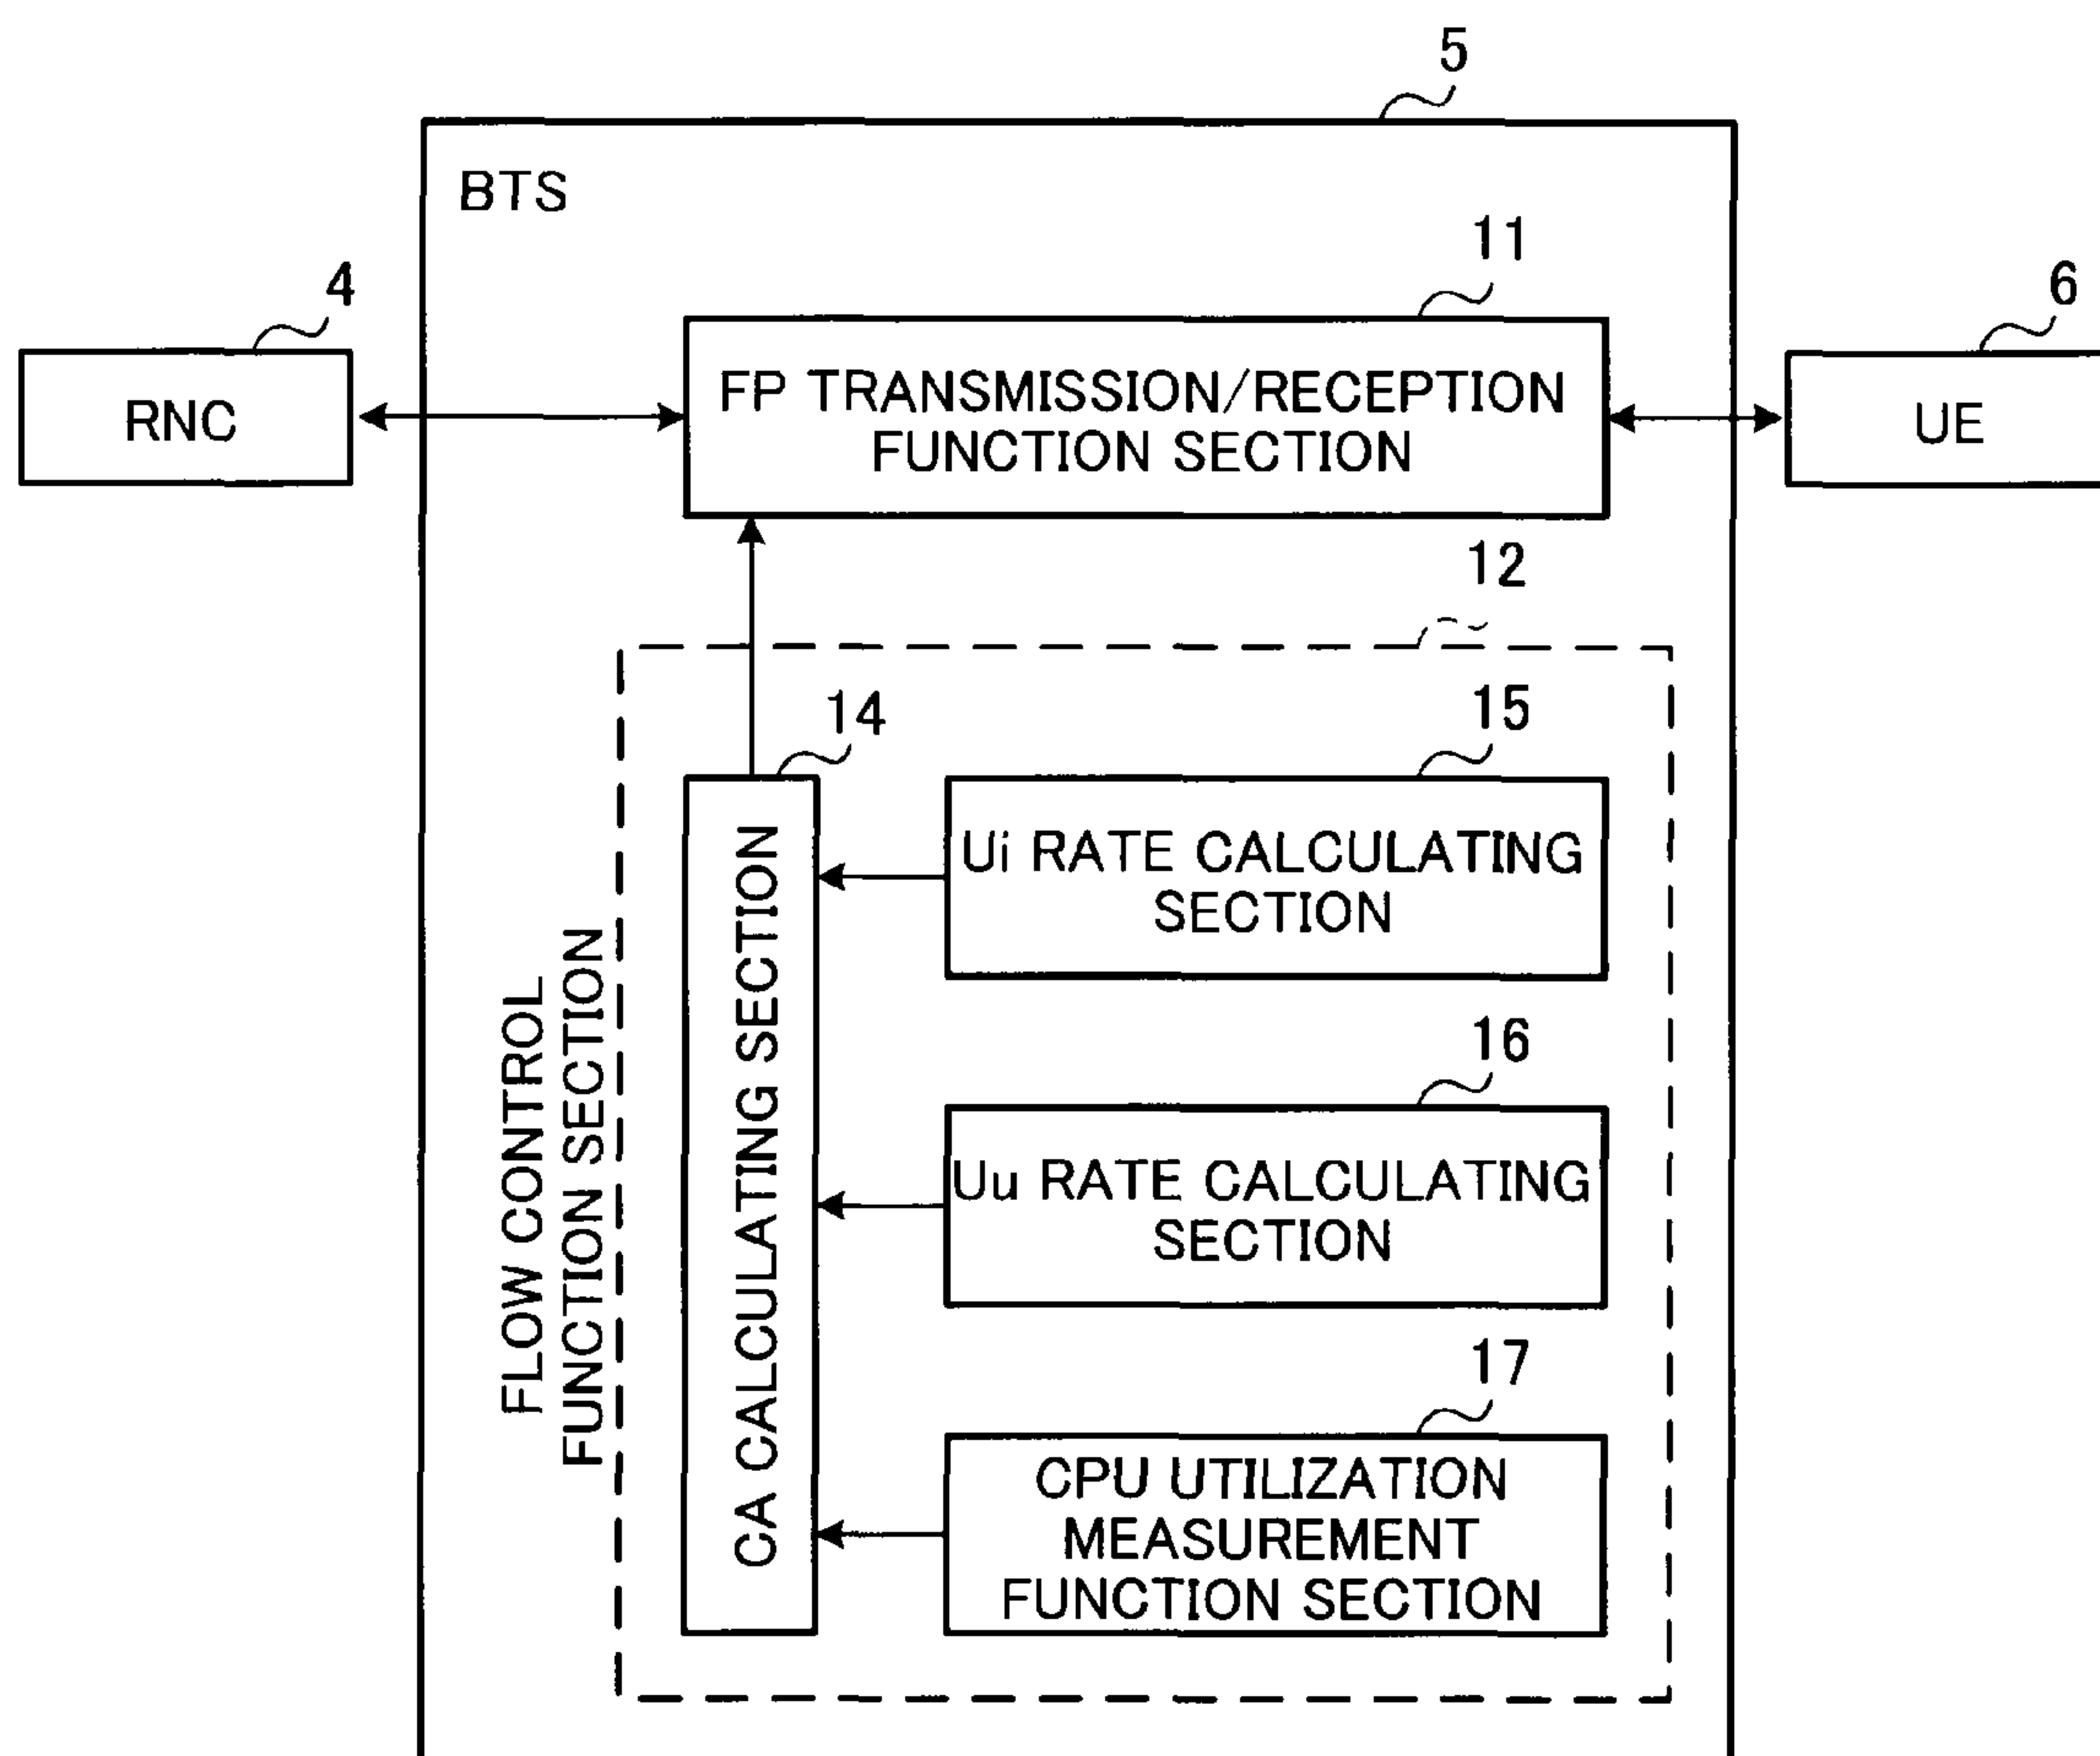 5
BTS
11
4
6
RNC
FP TRANSMISSION/RECEPTION
FUNCTION SECTION
UE
12
14
15
FLOW CONTROL
FUNCTION SECTION
CA CALCULATING SECTION
Ui RATE CALCULATING
SECTION
16
Uu RATE CALCULATING
SECTION
17
CPU UTILIZATION
MEASUREMENT
FUNCTION SECTION